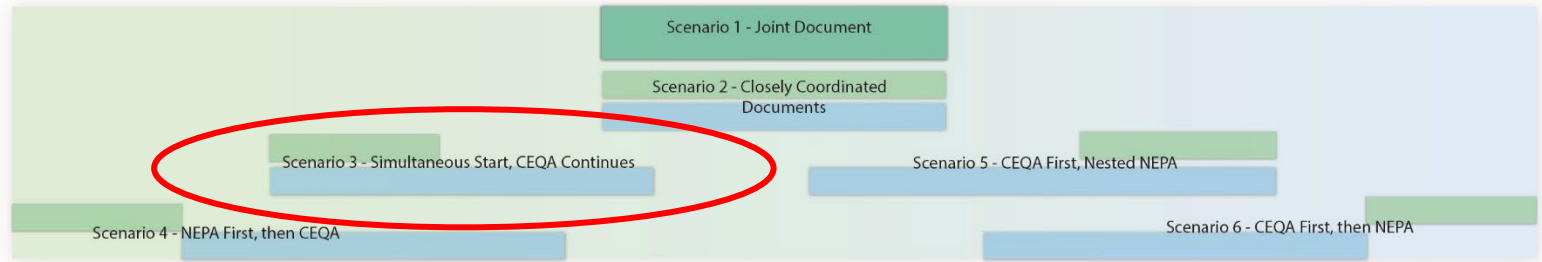 Scenario 1 - Joint Document
Scenario 2 - Closely Coordinated
Documents
Scenario 3 - Simultaneous Start, CEQA Continues
Scenario 5 - CEQA First, Nested NEPA
Scenario 4 - NEPA First, then CEQA
Scenario 6 - CEQA First, then NEPA